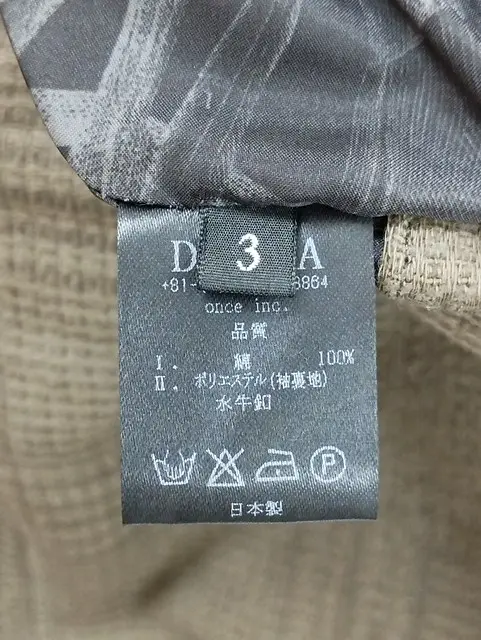 3
D A
+81- 8864
once inc.
品質
I. 綿 100%
II. ポリエステル(袖裏地)
水牛釦
P
日本製